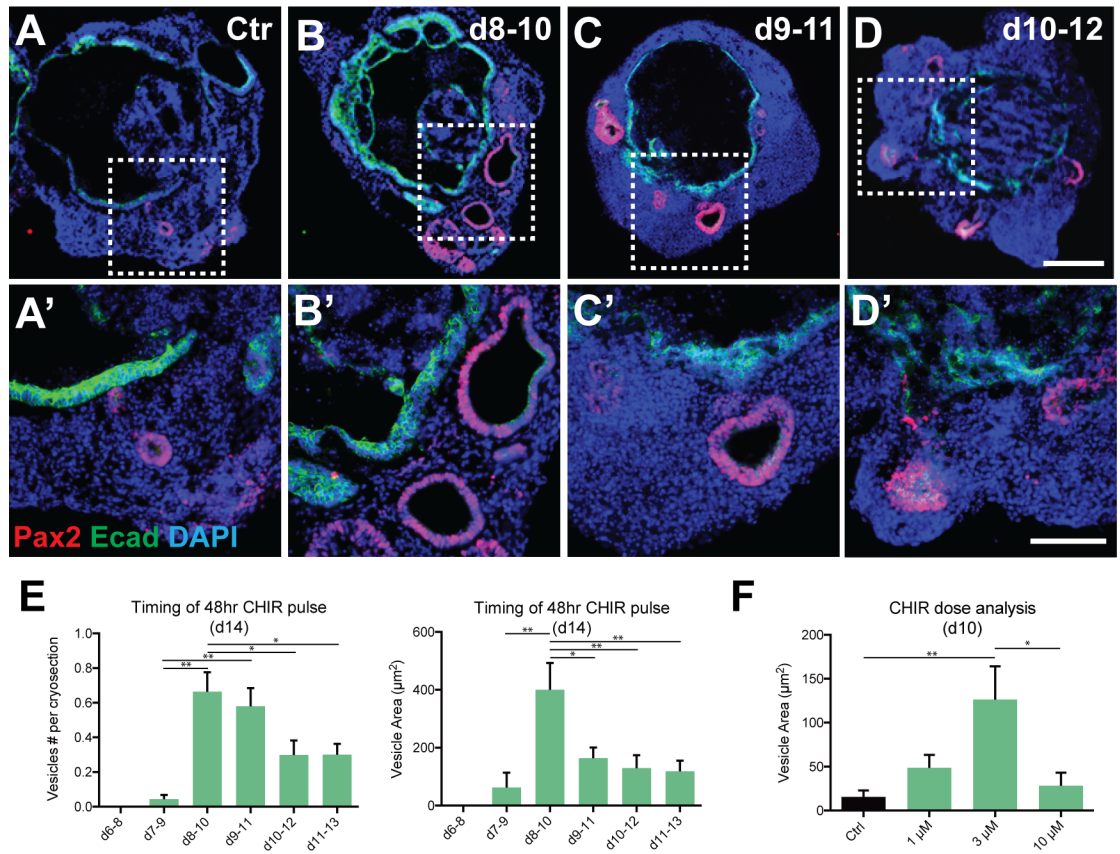 A Ctr
B d8-10
C d9-11
D d10-12
A’
B’
C’
D’
Pax2 Ecad DAPI
E
Timing of 48hr CHIR pulse
(d14)
Vesicles # per cryosection
1.0
0.8
0.6
0.4
0.2
0.0
** ** * *
d6-8 d7-9 d8-10 d9-11 d10-12 d11-13
Timing of 48hr CHIR pulse
(d14)
Vesicle Area (μm²)
600
400
200
0
** * ** **
d6-8 d7-9 d8-10 d9-11 d10-12 d11-13
F
CHIR dose analysis
(d10)
Vesicle Area (μm²)
200
150
100
50
0
** *
Ctrl 1 μM 3 μM 10 μM